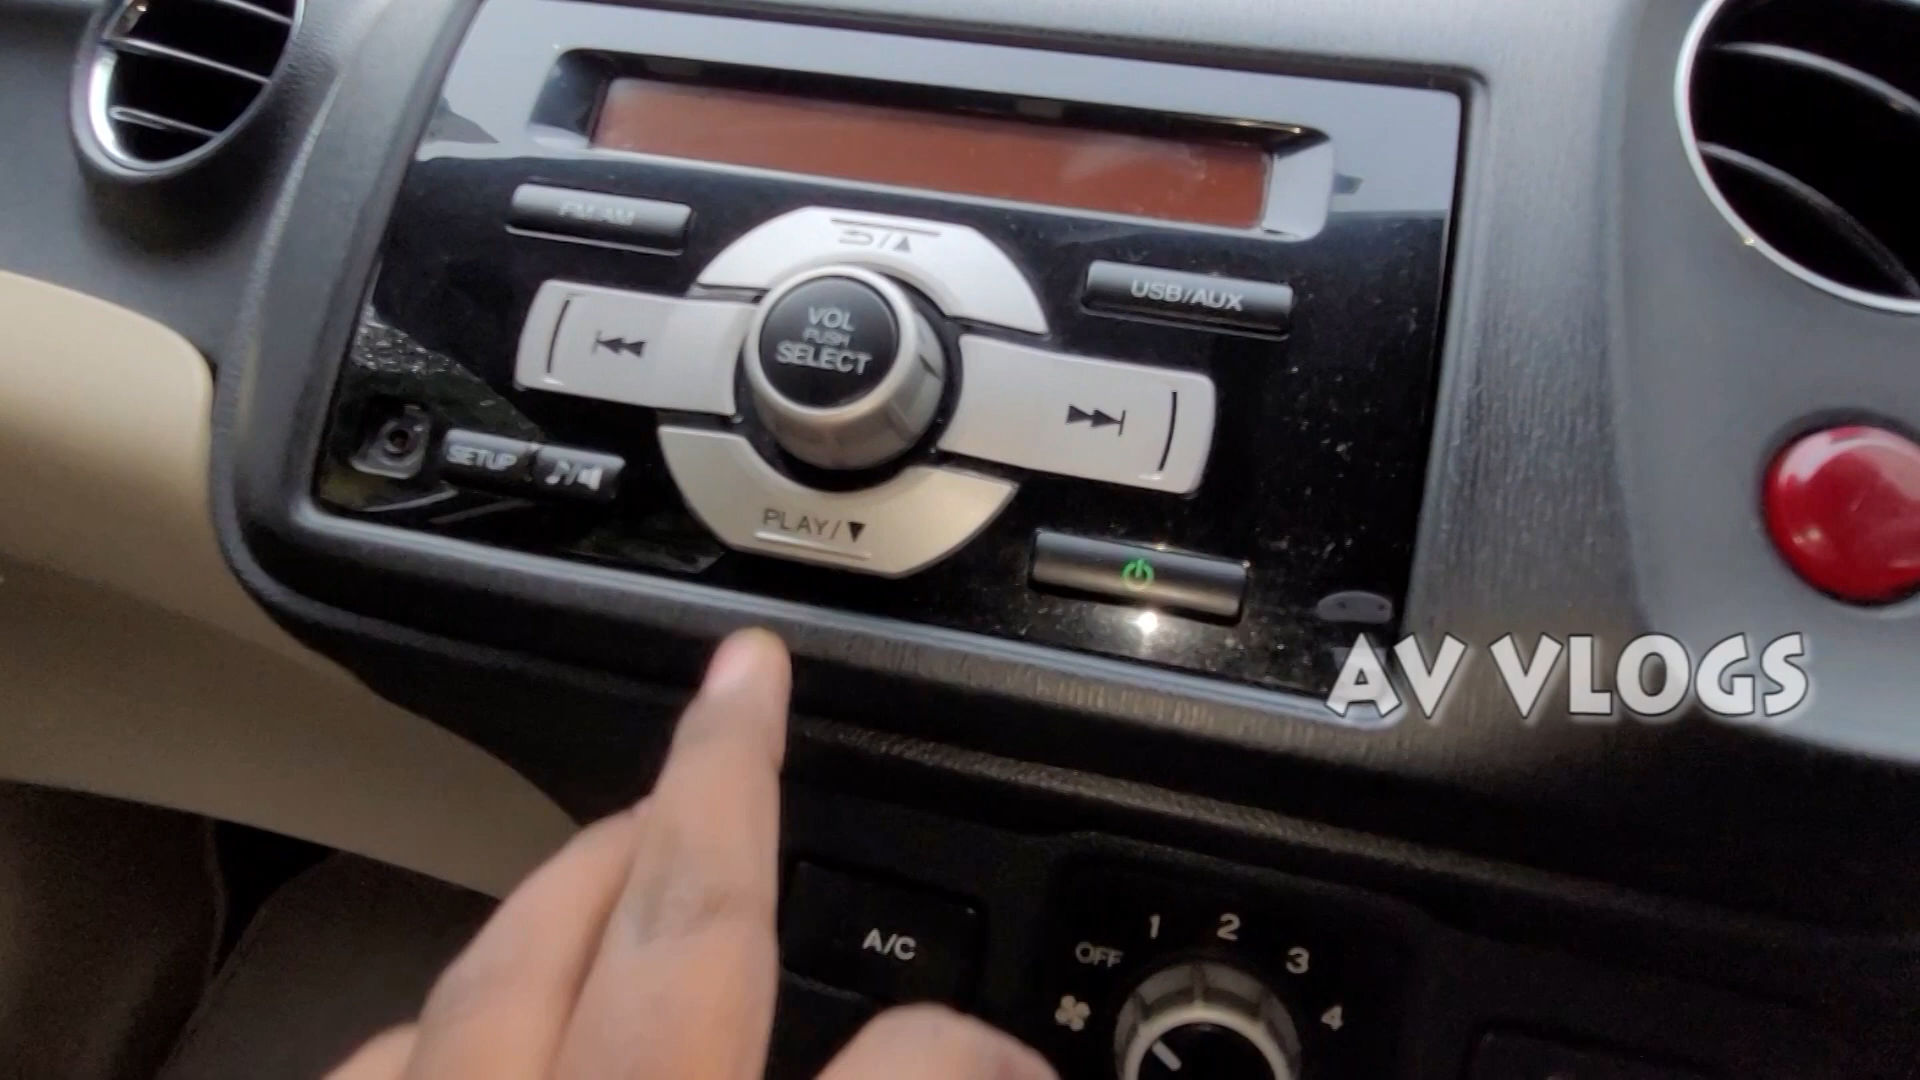 FM/AM
USB/AUX
VOL
PUSH
SELECT
SETUP
PLAY/▼
AV VLOGS
A/C
OFF
1
2
3
4